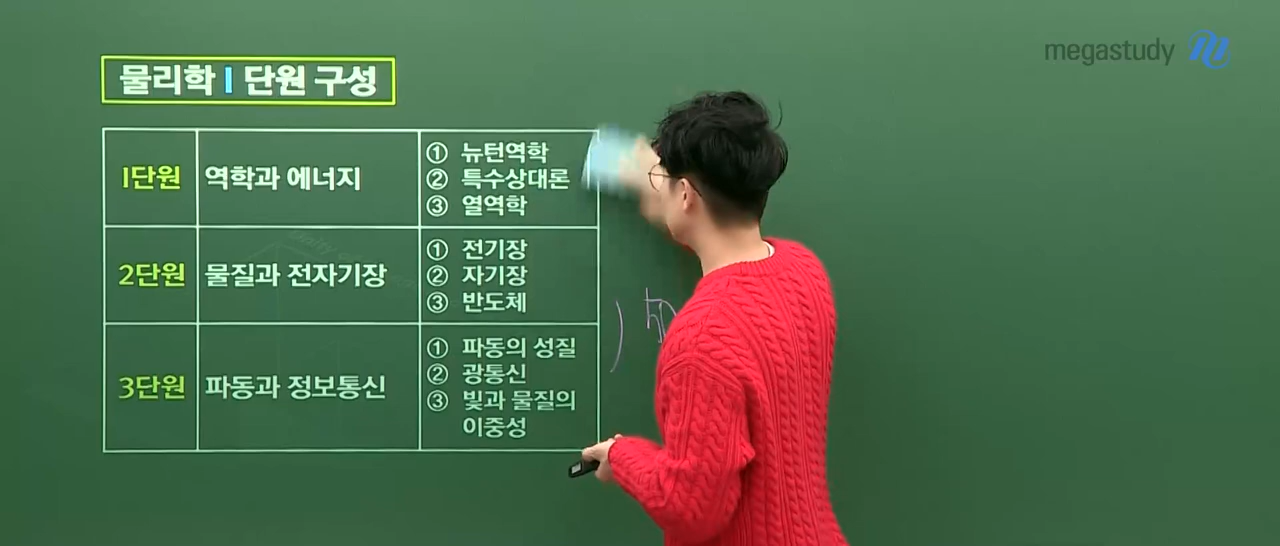 megastudy
물리학 I 단원 구성
1단원 역학과 에너지 ① 뉴턴역학
② 특수상대론
③ 열역학
2단원 물질과 전자기장 ① 전기장
② 자기장
③ 반도체
3단원 파동과 정보통신 ① 파동의 성질
② 광통신
③ 빛과 물질의
이중성